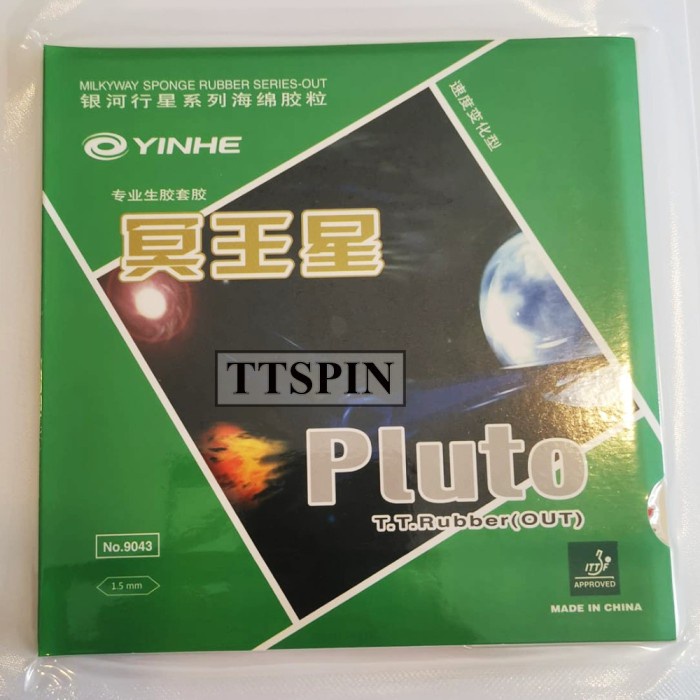 MILKYWAY SPONGE RUBBER SERIES-OUT
银河行星系列海绵胶粒
速度变化型
YINHE
专业生胶套胶
冥王星
TTSPIN
Pluto
T.T.Rubber(OUT)
No.9043
1.5 mm
ITTF
APPROVED
MADE IN CHINA